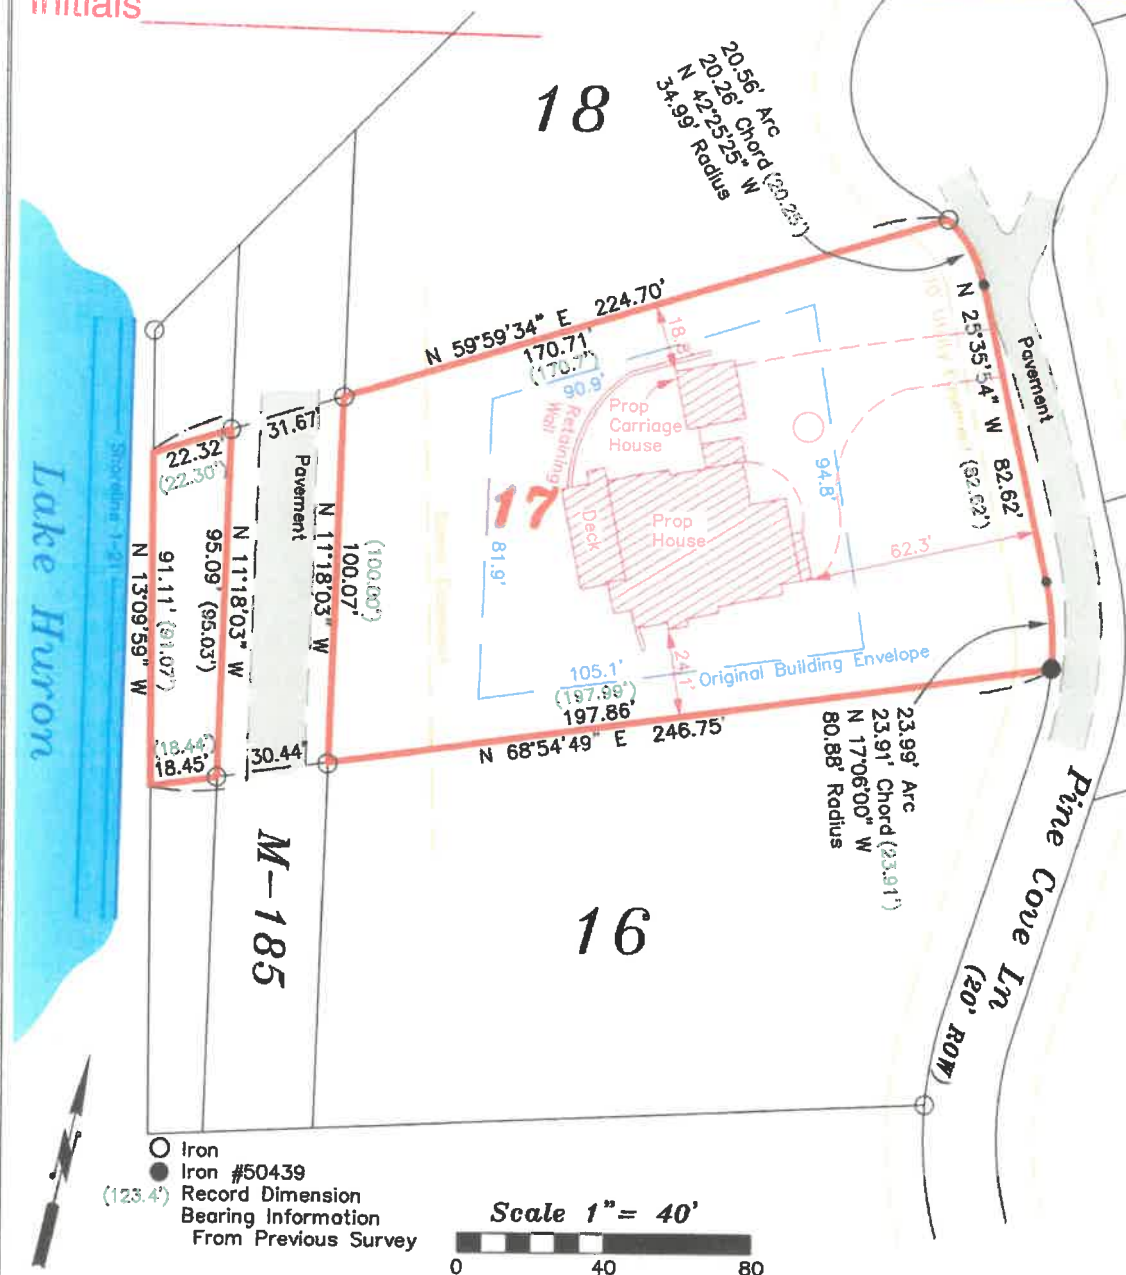 Initials
18
20.56' Arc
20.26' Chord (20.25')
N 42°25'25" W
34.99' Radius
N 59°59'34" E 224.70'
170.71'
(170.7')
90.9'
18.8'
N 25°35'54" W 82.62'
(82.62')
Pavement
31.67'
22.32'
(22.30')
Pavement
Prop
Carriage
House
Retaining
Wall
17
Deck
Prop
House
94.8'
81.9'
62.3'
24.1'
N 11°18'03" W
100.07'
(100.00')
N 11°18'03" W
95.09' (95.03')
91.11' (91.07')
N 13°09'59" W
Lake Huron
105.1'
(197.99')
197.86'
Original Building Envelope
N 68°54'49" E 246.75'
(18.44')
18.45'
30.44'
23.99' Arc
23.91' Chord (23.91')
N 17°06'00" W
80.88' Radius
M-185
16
Pine Cove Ln
(20' ROW)
Iron
Iron #50439
(123.4') Record Dimension
Bearing Information
From Previous Survey
Scale 1"= 40'
0 40 80